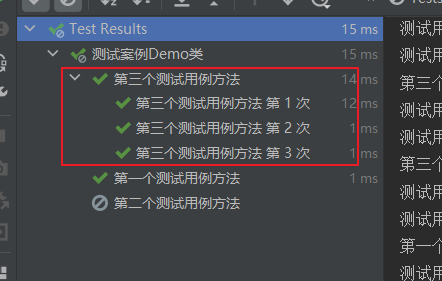 Tests
Test Results 15 ms
测试案例Demo类 15 ms
第三个测试用例方法 14 ms
第三个测试用例方法 第 1 次 12 ms
第三个测试用例方法 第 2 次 1 ms
第三个测试用例方法 第 3 次 1 ms
第一个测试用例方法 1 ms
第二个测试用例方法
测试用
测试用
第三个
测试用
测试用
第三个
测试用
测试用
第一个
测试用